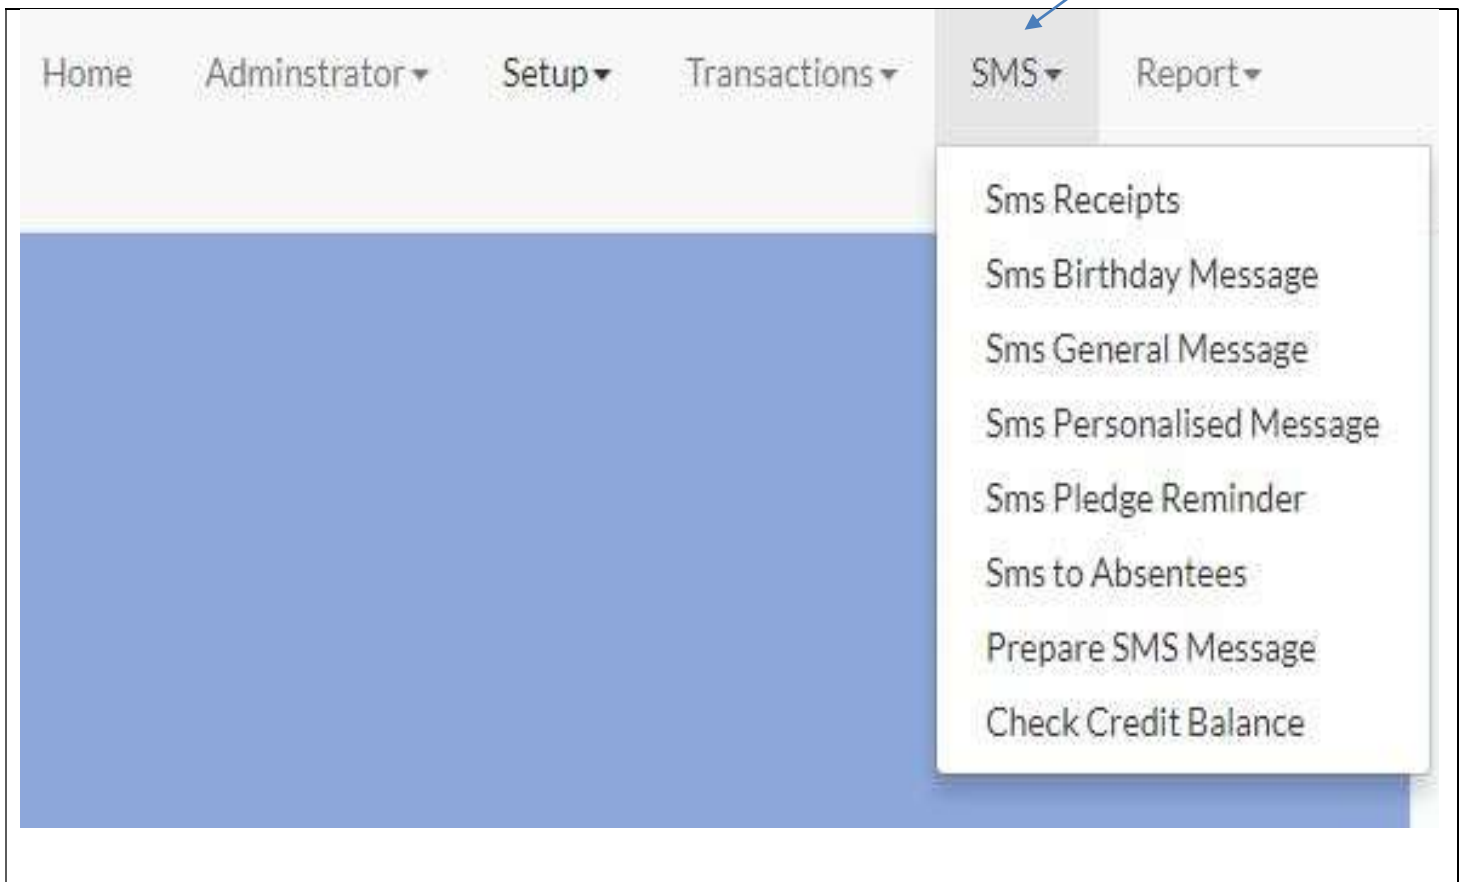 Home Adminstrator Setup Transactions SMS Report
Sms Receipts
Sms Birthday Message
Sms General Message
Sms Personalised Message
Sms Pledge Reminder
Sms to Absentees
Prepare SMS Message
Check Credit Balance